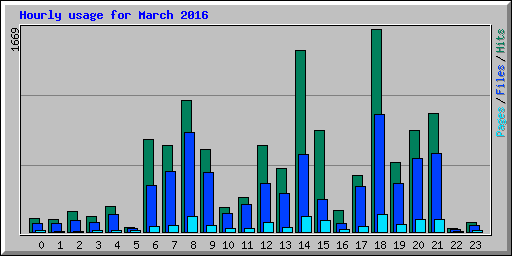 Hourly usage for March 2016
1669
Pages/Files/Hits
0 1 2 3 4 5 6 7 8 9 10 11 12 13 14 15 16 17 18 19 20 21 22 23